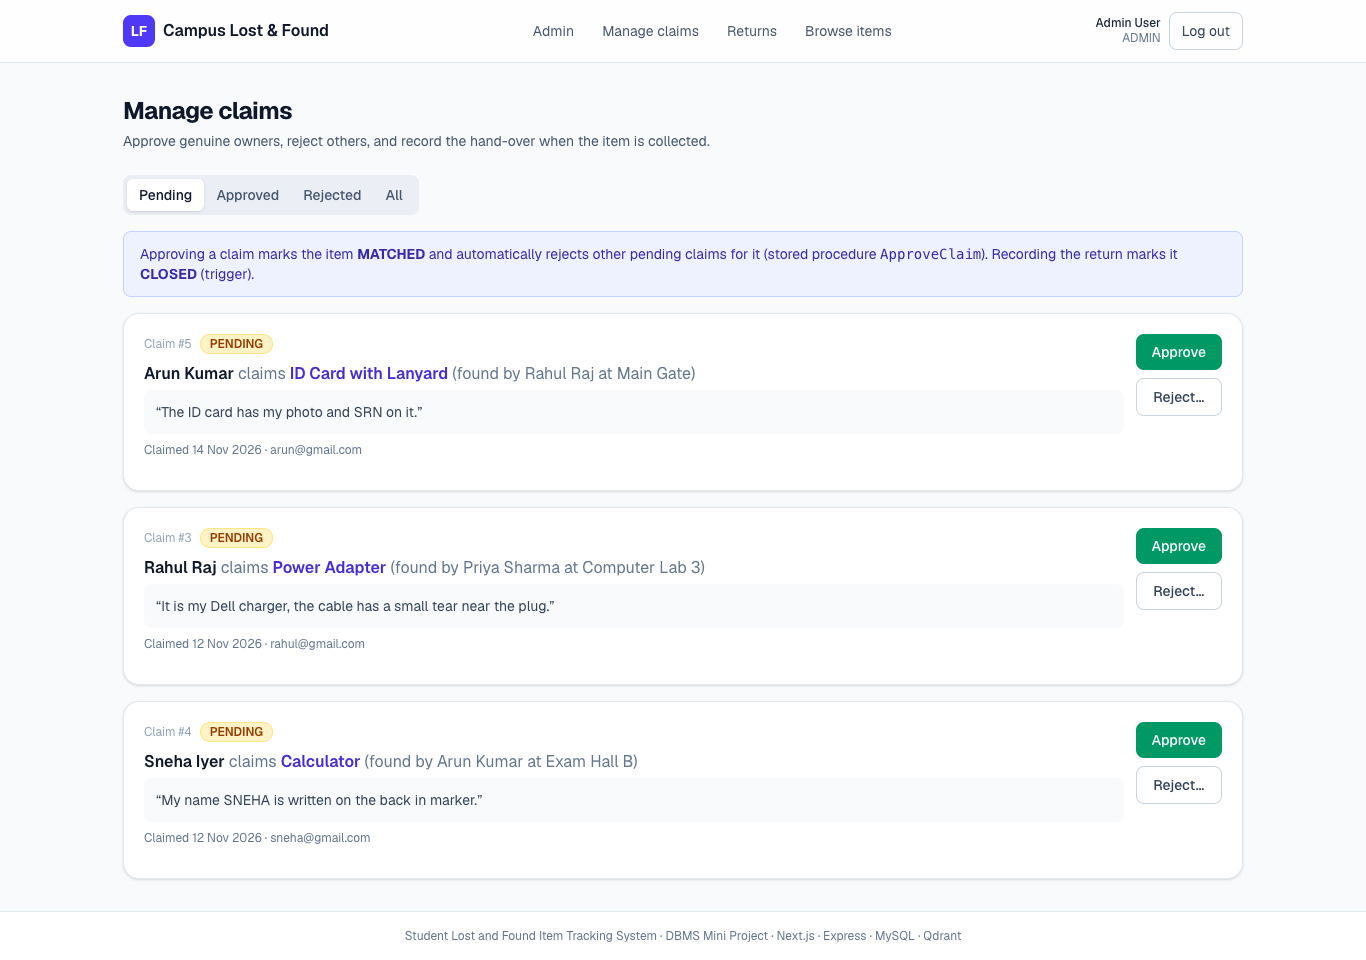 LF Campus Lost & Found
Admin Manage claims Returns Browse items
Admin User
ADMIN
Log out
Manage claims
Approve genuine owners, reject others, and record the hand-over when the item is collected.
Pending Approved Rejected All
Approving a claim marks the item MATCHED and automatically rejects other pending claims for it (stored procedure ApproveClaim). Recording the return marks it
CLOSED (trigger).
Claim #5 PENDING
Arun Kumar claims ID Card with Lanyard (found by Rahul Raj at Main Gate)
“The ID card has my photo and SRN on it.”
Claimed 14 Nov 2026 · arun@gmail.com
Approve
Reject...
Claim #3 PENDING
Rahul Raj claims Power Adapter (found by Priya Sharma at Computer Lab 3)
“It is my Dell charger, the cable has a small tear near the plug.”
Claimed 12 Nov 2026 · rahul@gmail.com
Approve
Reject...
Claim #4 PENDING
Sneha Iyer claims Calculator (found by Arun Kumar at Exam Hall B)
“My name SNEHA is written on the back in marker.”
Claimed 12 Nov 2026 · sneha@gmail.com
Approve
Reject...
Student Lost and Found Item Tracking System · DBMS Mini Project · Next.js · Express · MySQL · Qdrant